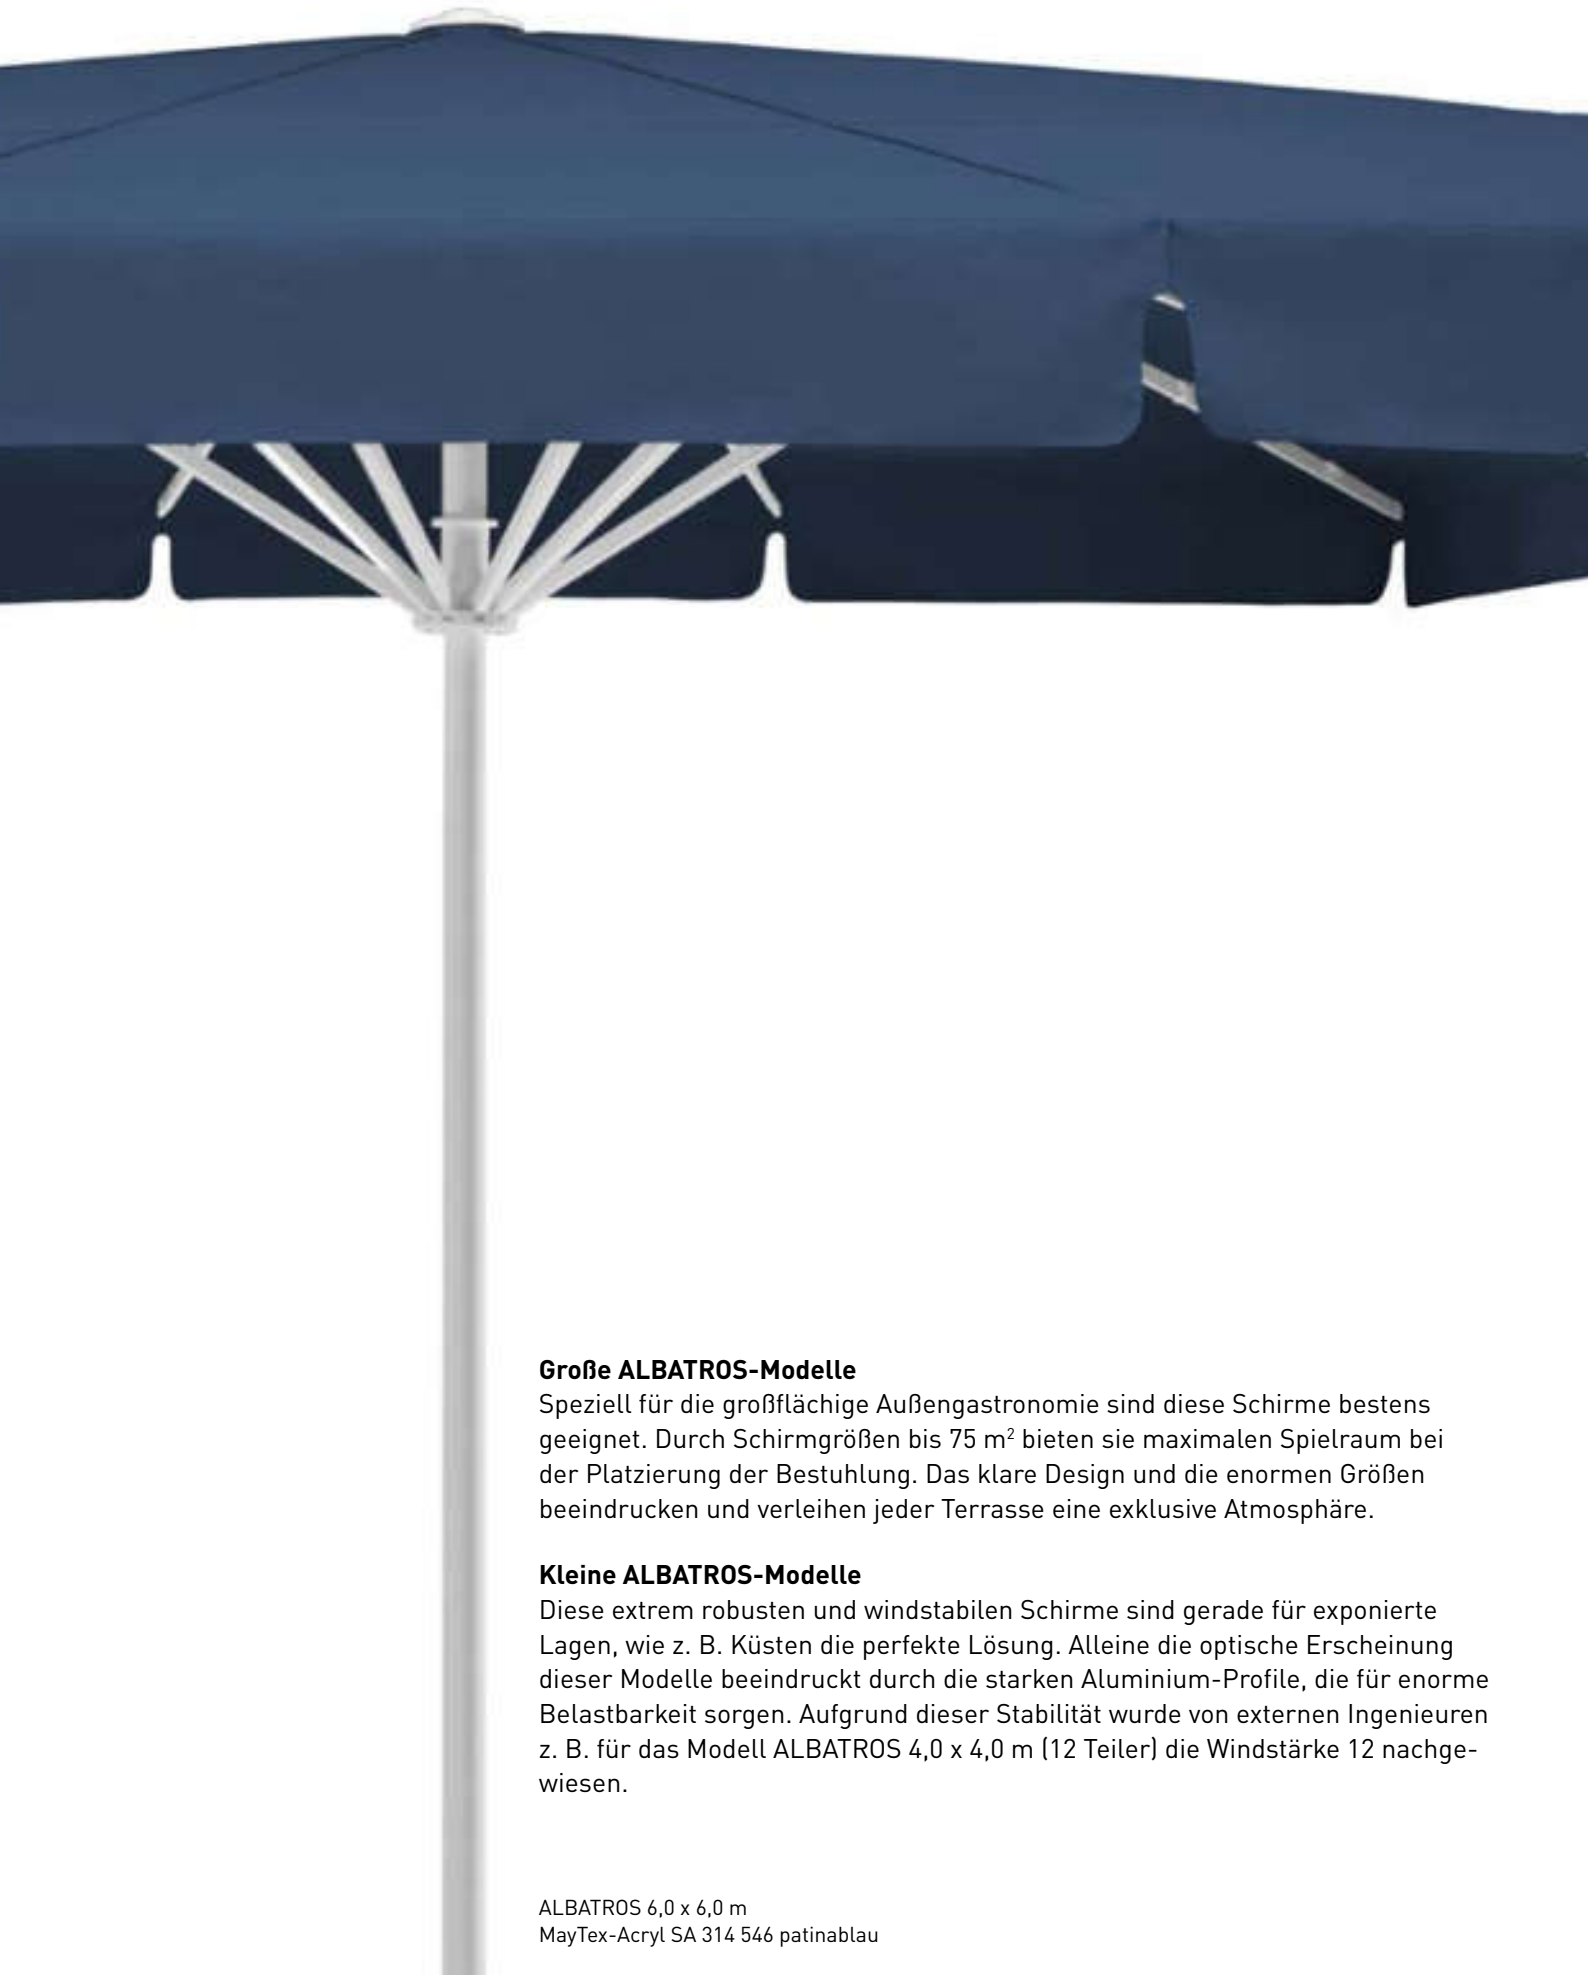 Große ALBATROS-Modelle
Speziell für die großflächige Außengastronomie sind diese Schirme bestens
geeignet. Durch Schirmgrößen bis 75 m² bieten sie maximalen Spielraum bei
der Platzierung der Bestuhlung. Das klare Design und die enormen Größen
beeindrucken und verleihen jeder Terrasse eine exklusive Atmosphäre.
Kleine ALBATROS-Modelle
Diese extrem robusten und windstabilen Schirme sind gerade für exponierte
Lagen, wie z. B. Küsten die perfekte Lösung. Alleine die optische Erscheinung
dieser Modelle beeindruckt durch die starken Aluminium-Profile, die für enorme
Belastbarkeit sorgen. Aufgrund dieser Stabilität wurde von externen Ingenieuren
z. B. für das Modell ALBATROS 4,0 x 4,0 m (12 Teiler) die Windstärke 12 nachge-
wiesen.
ALBATROS 6,0 x 6,0 m
MayTex-Acryl SA 314 546 patinablau